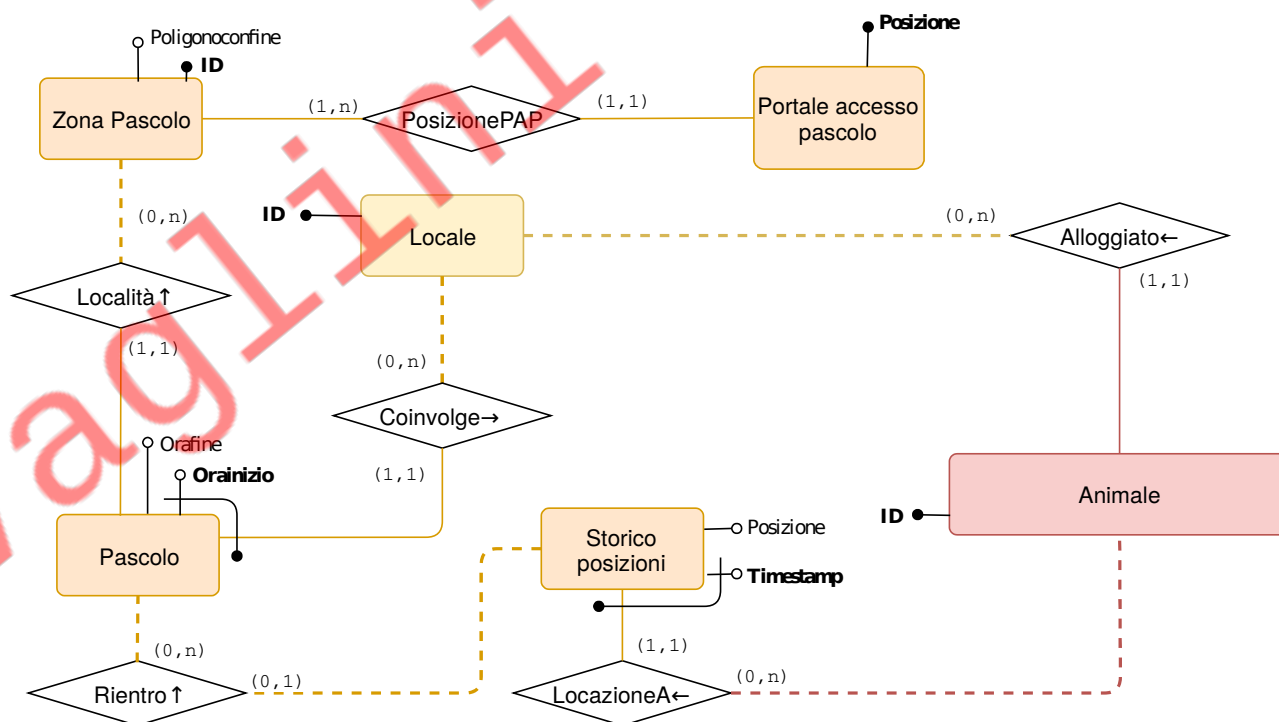 Poligonoconfine
ID
Posizione
Zona Pascolo
(1,n)
PosizionePAP
(1,1)
Portale accesso
pascolo
(0,n)
ID
Locale
(0,n)
Alloggiato←
(1,1)
Località↑
(1,1)
(0,n)
Coinvolge→
(1,1)
Orafine
Orainizio
Pascolo
Storico
posizioni
Posizione
Timestamp
ID
Animale
(0,n)
Rientro↑
(0,1)
(1,1)
LocazioneA←
(0,n)
vaglini